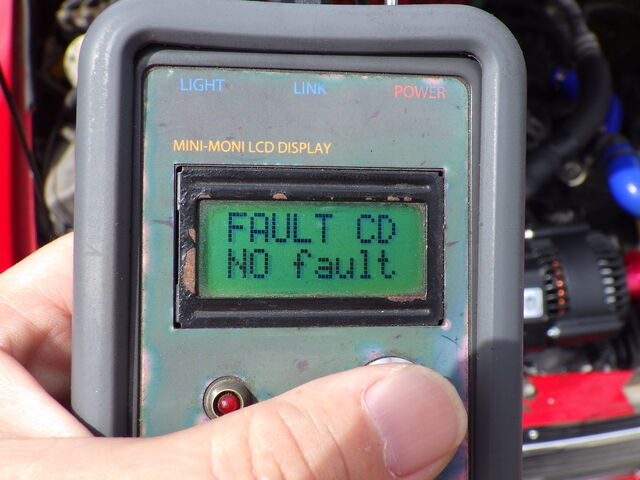 LIGHT LINK POWER
MINI-MONI LCD DISPLAY
FAULT CD
NO fault